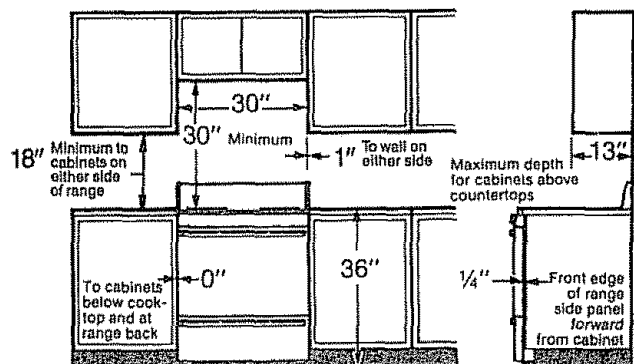 30"
18"
Minimum to
cabinets on
either side
of range
30" Minimum
1"
To wall on
either side
13"
Maximum depth
for cabinets above
countertops
0"
To cabinets
below cook-
top and at
range back
36"
1/4"
Front edge
of range
side panel
forward
from cabinet